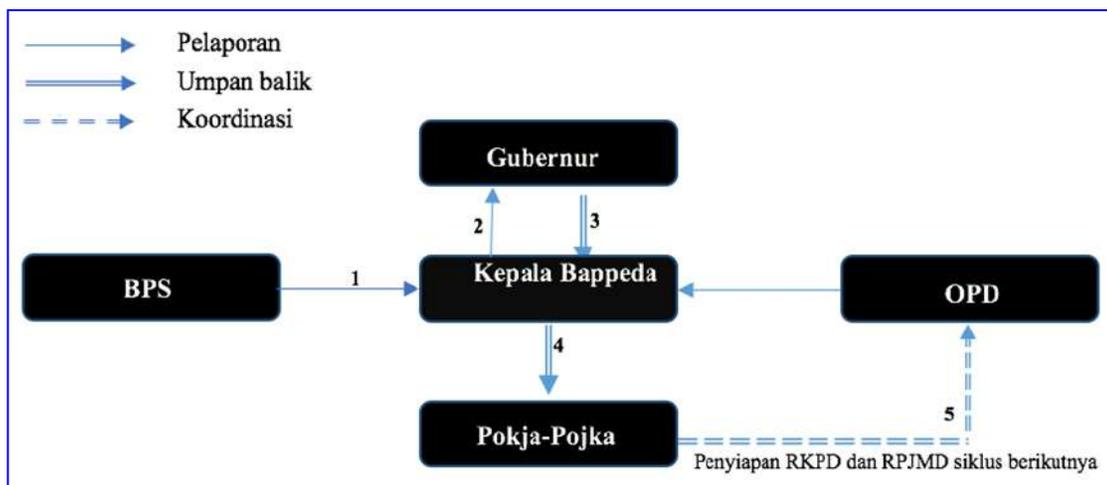 Pelaporan
Umpan balik
Koordinasi
Gubernur
2
3
BPS
1
Kepala Bappeda
OPD
4
Pokja-Pojka
5
Penyiapan RKPD dan RPJMD siklus berikutnya